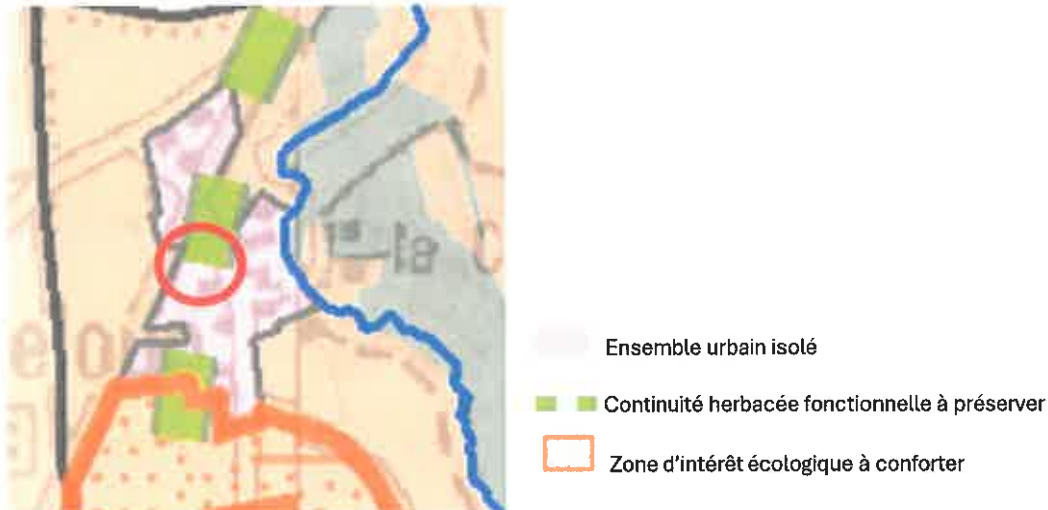 Ensemble urbain isolé
Continuité herbacée fonctionnelle à préserver
Zone d'intérêt écologique à conforter